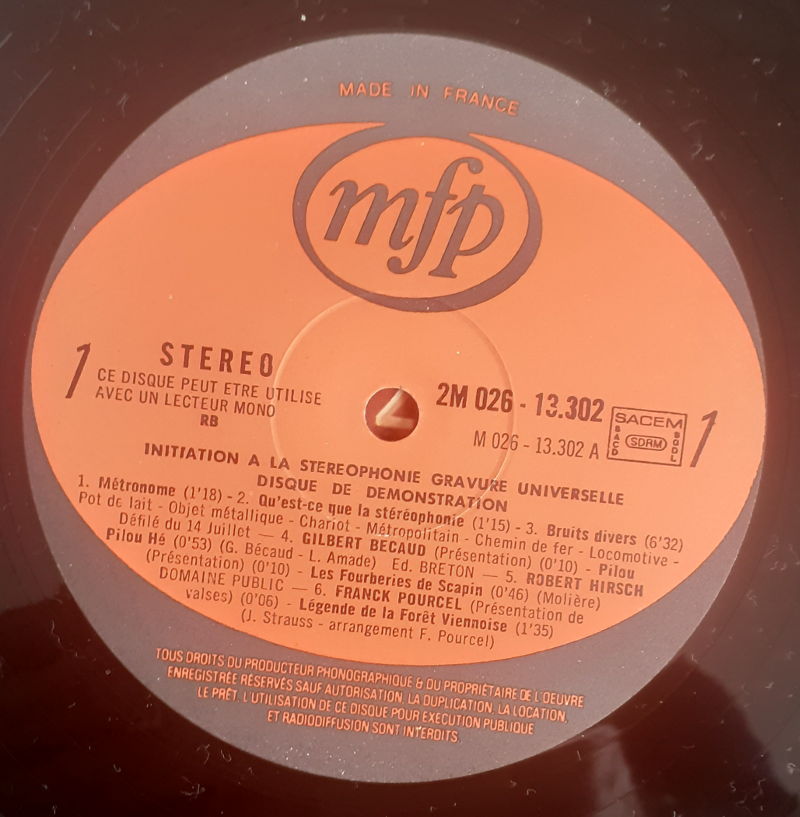 MADE IN FRANCE
mfp
1
STEREO
CE DISQUE PEUT ETRE UTILISE
AVEC UN LECTEUR MONO
RB
2M 026 - 13.302
M 026 - 13.302 A
SACEM
SACD
SDRM
BGDL
1
INITIATION A LA STEREOPHONIE GRAVURE UNIVERSELLE
DISQUE DE DEMONSTRATION
1. Métronome (1'18) - 2. Qu'est-ce que la stéréophonie (1'15) - 3. Bruits divers (6'32)
Pot de lait - Objet métallique - Chariot - Métropolitain - Chemin de fer - Locomotive -
Défilé du 14 Juillet — 4. GILBERT BECAUD (Présentation) (0'10) - Pilou
Pilou Hé (0'53) (G. Bécaud - L. Amade) Ed. BRETON — 5. ROBERT HIRSCH
(Présentation) (0'10) - Les Fourberies de Scapin (0'46) (Molière)
DOMAINE PUBLIC — 6. FRANCK POURCEL (Présentation de
valses) (0'06) - Légende de la Forêt Viennoise (1'35)
(J. Strauss - arrangement F. Pourcel)
TOUS DROITS DU PRODUCTEUR PHONOGRAPHIQUE & DU PROPRIÉTAIRE DE L'OEUVRE
ENREGISTRÉE RÉSERVÉS SAUF AUTORISATION, LA DUPLICATION, LA LOCATION,
LE PRÊT, L'UTILISATION DE CE DISQUE POUR EXÉCUTION PUBLIQUE
ET RADIODIFFUSION SONT INTERDITS.